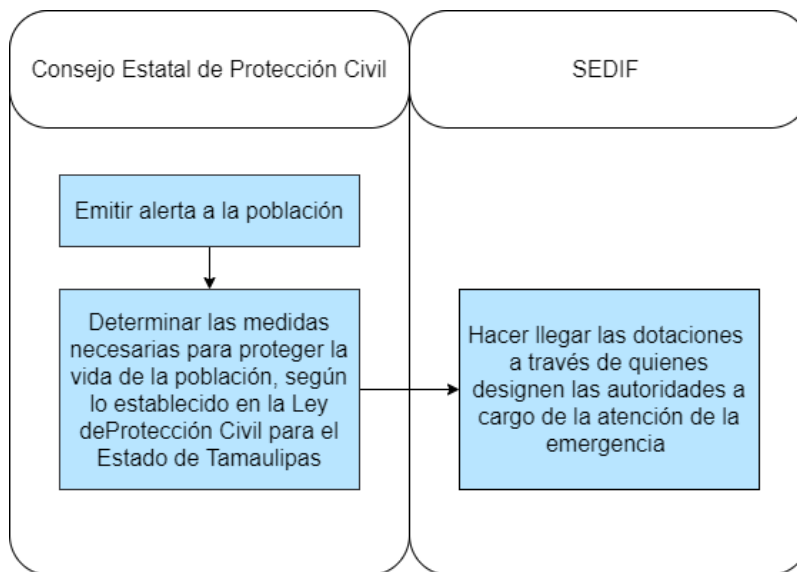 Consejo Estatal de Protección Civil
SEDIF
Emitir alerta a la población
Determinar las medidas
necesarias para proteger la
vida de la población, según
lo establecido en la Ley
deProtección Civil para el
Estado de Tamaulipas
Hacer llegar las dotaciones
a través de quienes
designen las autoridades a
cargo de la atención de la
emergencia